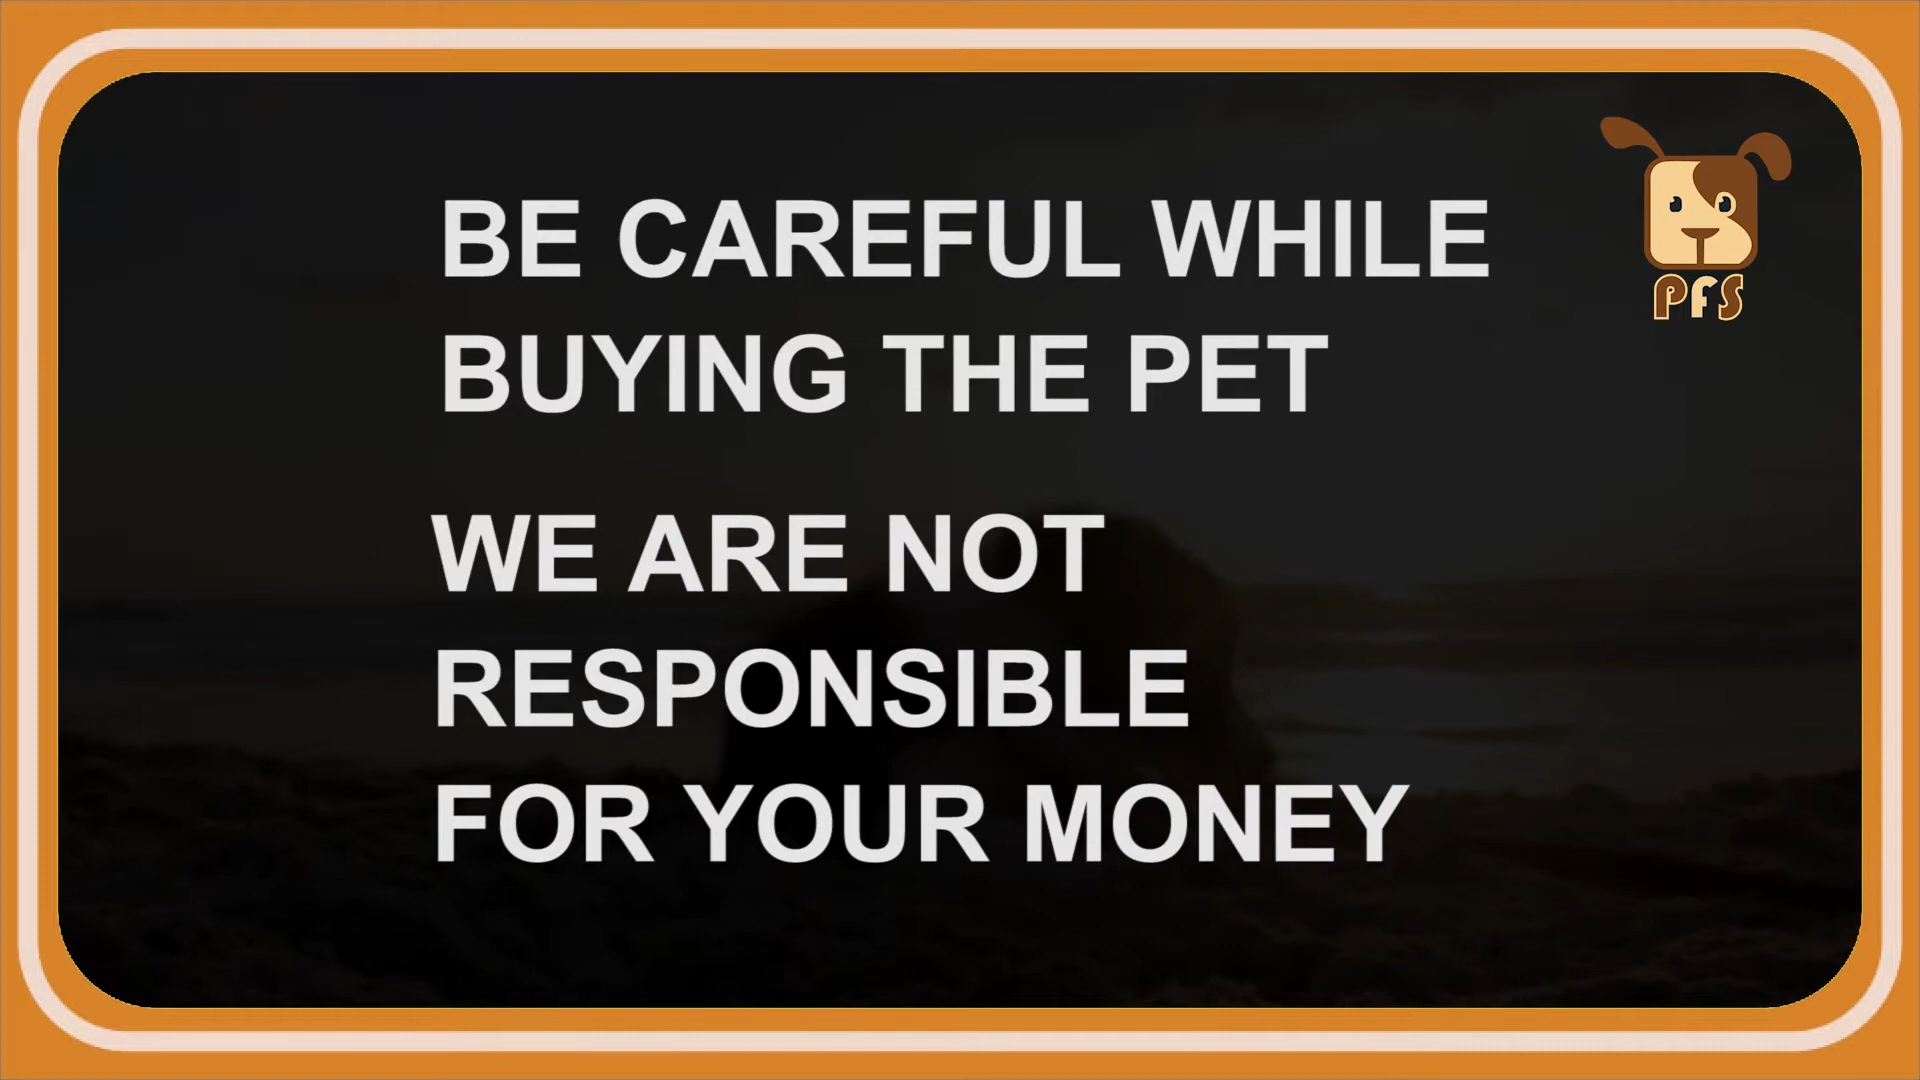 BE CAREFUL WHILE
BUYING THE PET
WE ARE NOT
RESPONSIBLE
FOR YOUR MONEY
PFS